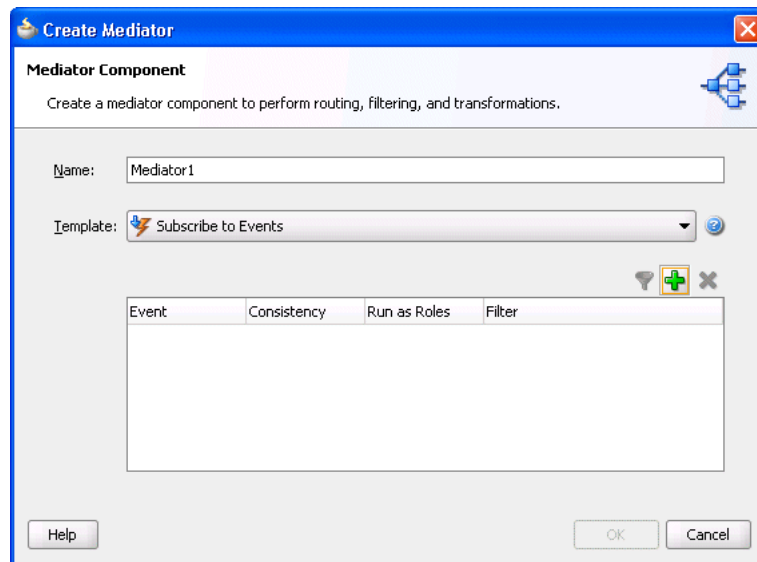 Create Mediator
Mediator Component
Create a mediator component to perform routing, filtering, and transformations.
Name: Mediator1
Template: Subscribe to Events
Event Consistency Run as Roles Filter
Help OK Cancel